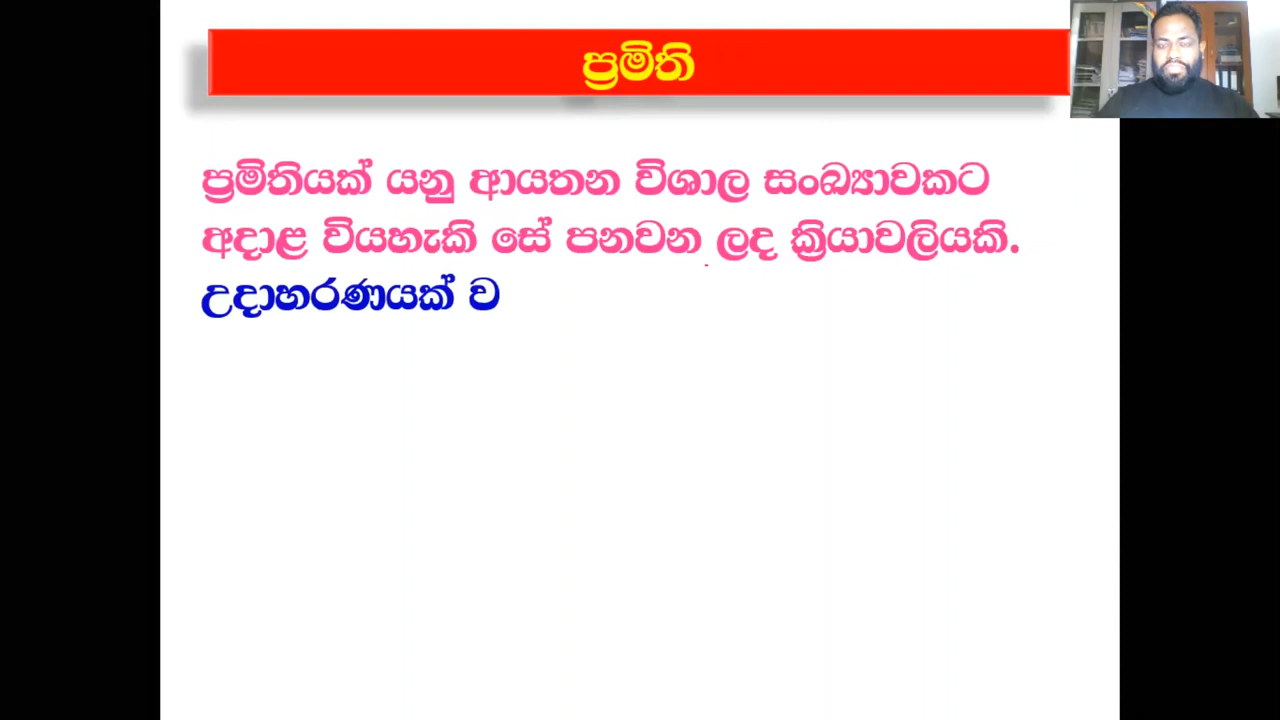 ප්‍රමිති
ප්‍රමිතියක් යනු ආයතන විශාල සංඛ්‍යාවකට
අදාළ වියහැකි සේ පනවන ලද ක්‍රියාවලියකි.
උදාහරණයක් ව